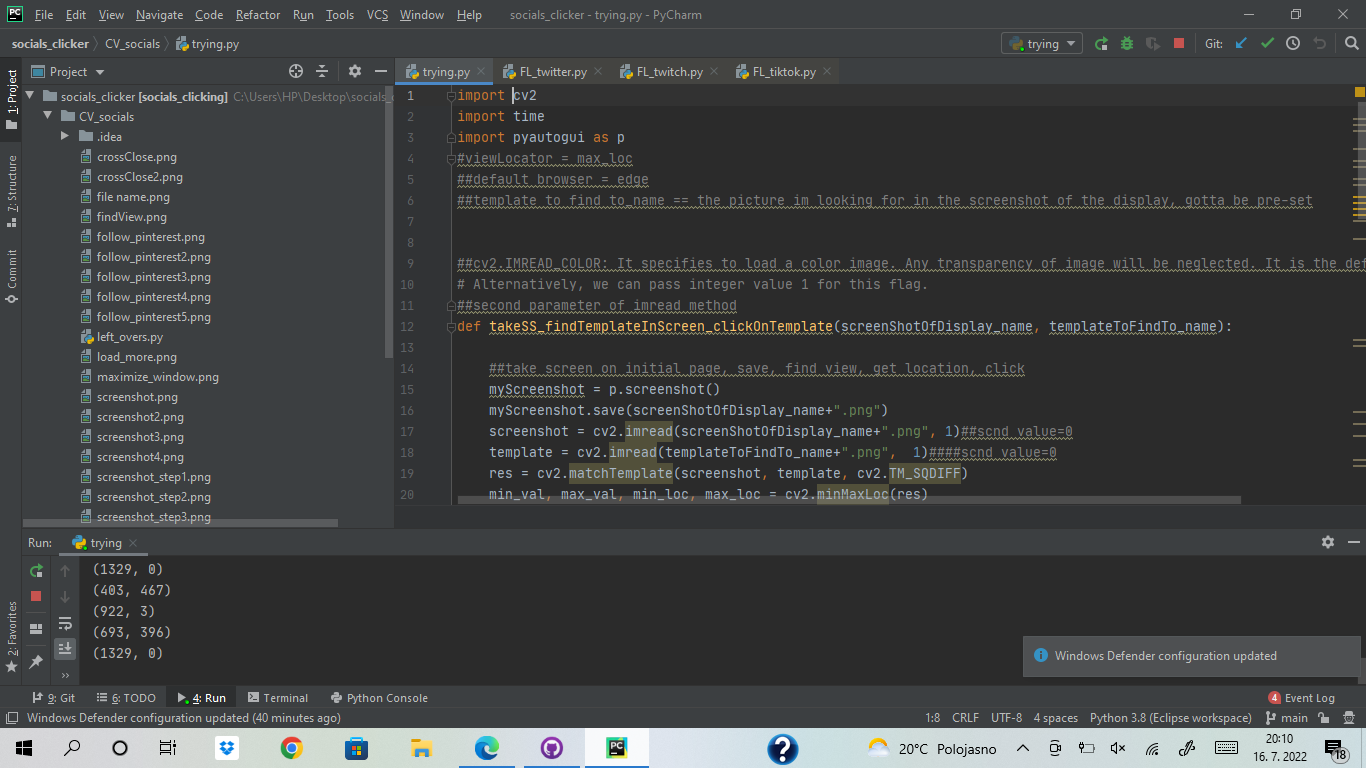 PC File Edit View Navigate Code Refactor Run Tools VCS Window Help socials_clicker - trying.py - PyCharm
socials_clicker CV_socials trying.py trying Git:
1: Project
7: Structure
Commit
2: Favorites
Project
socials_clicker [socials_clicking] C:\Users\HP\Desktop\socials_c
CV_socials
.idea
crossClose.png
crossClose2.png
file name.png
findView.png
follow_pinterest.png
follow_pinterest2.png
follow_pinterest3.png
follow_pinterest4.png
follow_pinterest5.png
left_overs.py
load_more.png
maximize_window.png
screenshot.png
screenshot2.png
screenshot3.png
screenshot4.png
screenshot_step1.png
screenshot_step2.png
screenshot_step3.png
trying.py FL_twitter.py FL_twitch.py FL_tiktok.py
1 import cv2
2 import time
3 import pyautogui as p
4 #viewLocator = max_loc
5 ##default browser = edge
6 ##template to find to_name == the picture im looking for in the screenshot of the display, gotta be pre-set
7
8
9 ##cv2.IMREAD_COLOR: It specifies to load a color image. Any transparency of image will be neglected. It is the def
10 # Alternatively, we can pass integer value 1 for this flag.
11 ##second parameter of imread method
12 def takeSS_findTemplateInScreen_clickOnTemplate(screenShotOfDisplay_name, templateToFindTo_name):
13
14 ##take screen on initial page, save, find view, get location, click
15 myScreenshot = p.screenshot()
16 myScreenshot.save(screenShotOfDisplay_name+".png")
17 screenshot = cv2.imread(screenShotOfDisplay_name+".png", 1)##scnd value=0
18 template = cv2.imread(templateToFindTo_name+".png", 1)####scnd value=0
19 res = cv2.matchTemplate(screenshot, template, cv2.TM_SQDIFF)
20 min_val, max_val, min_loc, max_loc = cv2.minMaxLoc(res)
Run: trying
(1329, 0)
(403, 467)
(922, 3)
(693, 396)
(1329, 0)
Windows Defender configuration updated
9: Git 6: TODO 4: Run Terminal Python Console 4 Event Log
Windows Defender configuration updated (40 minutes ago) 1:8 CRLF UTF-8 4 spaces Python 3.8 (Eclipse workspace) main
PC ? 20°C Polojasno 20:10
16. 7. 2022 18